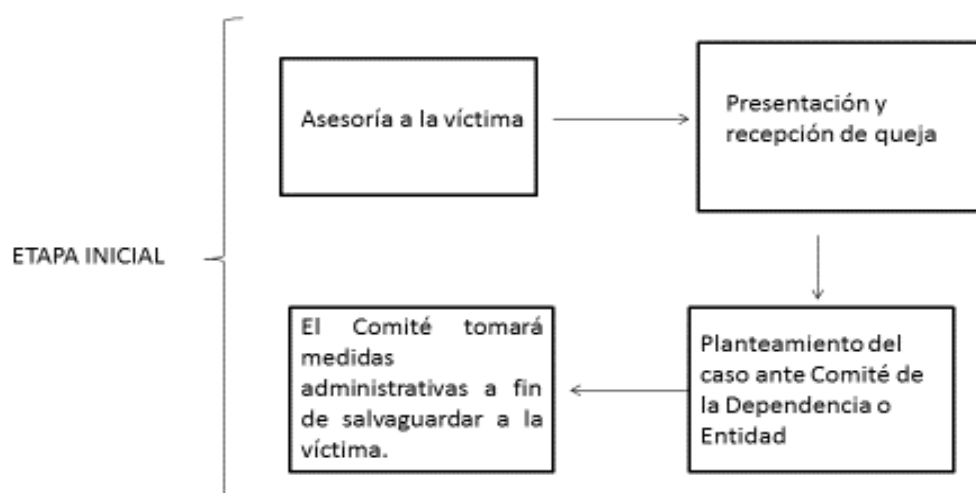 ETAPA INICIAL
Asesoría a la víctima
Presentación y
recepción de queja
Planteamiento del
caso ante Comité de
la Dependencia o
Entidad
El Comité tomará
medidas
administrativas a fin
de salvaguardar a la
víctima.